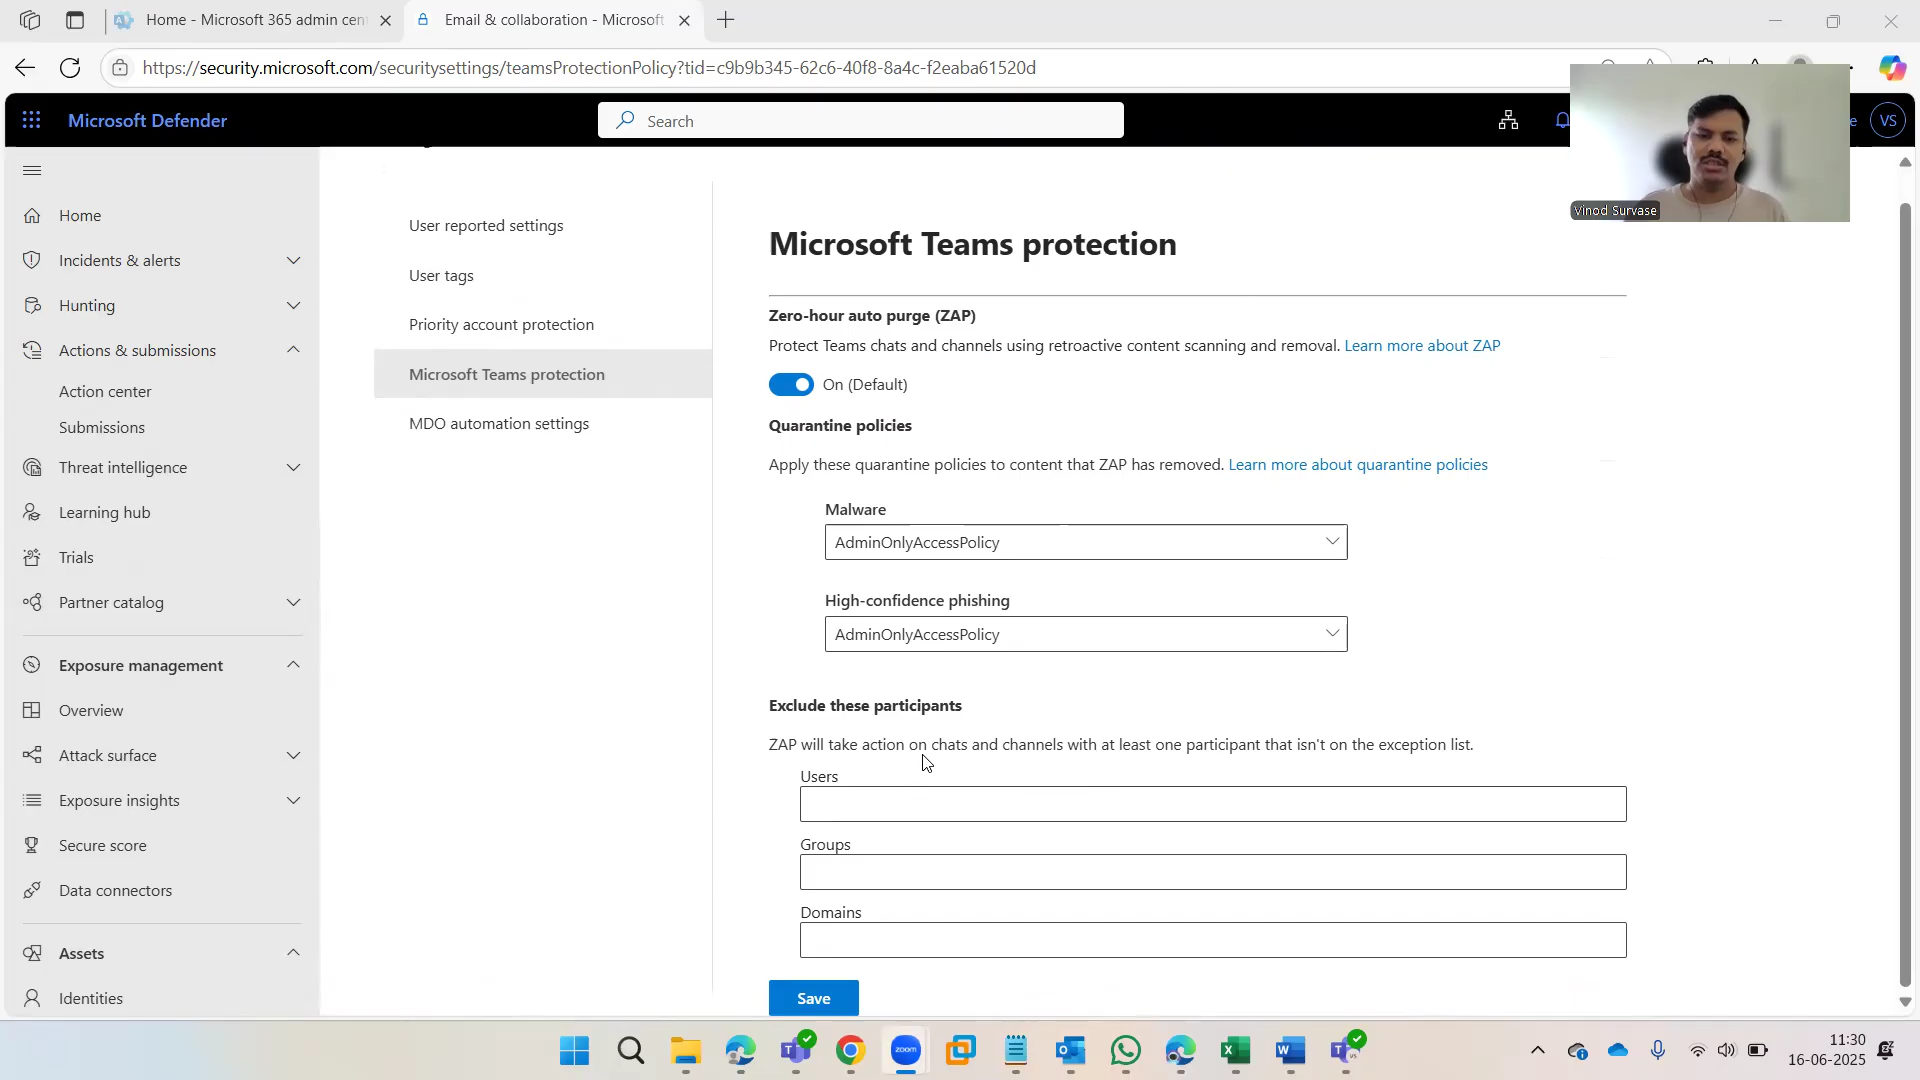 Home - Microsoft 365 admin cen
Email & collaboration - Microsoft
https://security.microsoft.com/securitysettings/teamsProtectionPolicy?tid=c9b9b345-62c6-40f8-8a4c-f2eaba61520d
Microsoft Defender
Search
VS
Vinod Survase
Home
Incidents & alerts
Hunting
Actions & submissions
Action center
Submissions
Threat intelligence
Learning hub
Trials
Partner catalog
Exposure management
Overview
Attack surface
Exposure insights
Secure score
Data connectors
Assets
Identities
User reported settings
User tags
Priority account protection
Microsoft Teams protection
MDO automation settings
Microsoft Teams protection
Zero-hour auto purge (ZAP)
Protect Teams chats and channels using retroactive content scanning and removal. Learn more about ZAP
On (Default)
Quarantine policies
Apply these quarantine policies to content that ZAP has removed. Learn more about quarantine policies
Malware
AdminOnlyAccessPolicy
High-confidence phishing
AdminOnlyAccessPolicy
Exclude these participants
ZAP will take action on chats and channels with at least one participant that isn't on the exception list.
Users
Groups
Domains
Save
zoom
11:30
16-06-2025